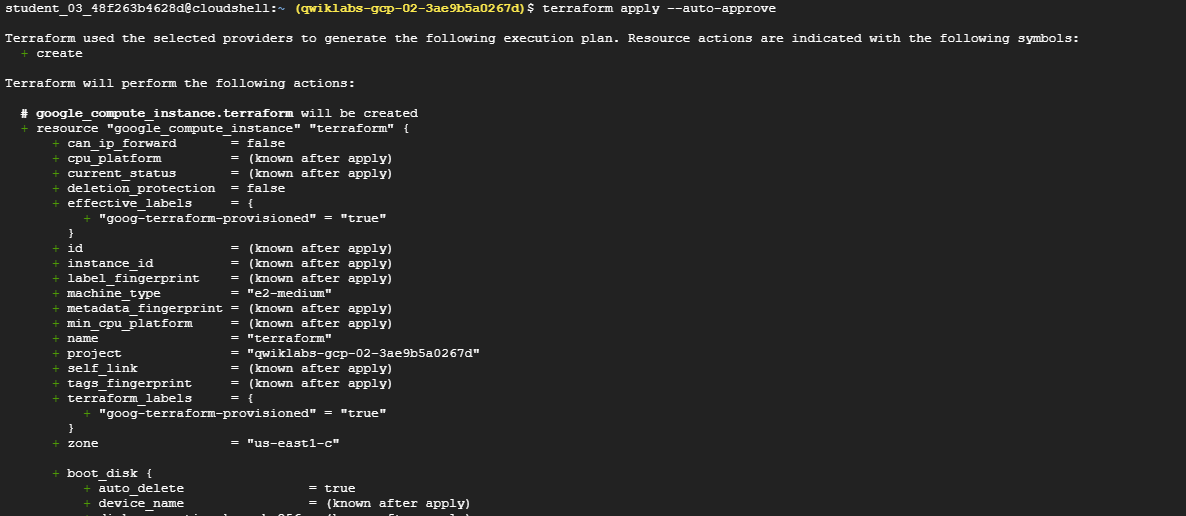 student_03_48f263b4628d@cloudshell:~ (qwiklabs-gcp-02-3ae9b5a0267d)$ terraform apply --auto-approve
Terraform used the selected providers to generate the following execution plan. Resource actions are indicated with the following symbols:
+ create
Terraform will perform the following actions:
# google_compute_instance.terraform will be created
+ resource "google_compute_instance" "terraform" {
+ can_ip_forward = false
+ cpu_platform = (known after apply)
+ current_status = (known after apply)
+ deletion_protection = false
+ effective_labels = {
+ "goog-terraform-provisioned" = "true"
}
+ id = (known after apply)
+ instance_id = (known after apply)
+ label_fingerprint = (known after apply)
+ machine_type = "e2-medium"
+ metadata_fingerprint = (known after apply)
+ min_cpu_platform = (known after apply)
+ name = "terraform"
+ project = "qwiklabs-gcp-02-3ae9b5a0267d"
+ self_link = (known after apply)
+ tags_fingerprint = (known after apply)
+ terraform_labels = {
+ "goog-terraform-provisioned" = "true"
}
+ zone = "us-east1-c"
+ boot_disk {
+ auto_delete = true
+ device_name = (known after apply)